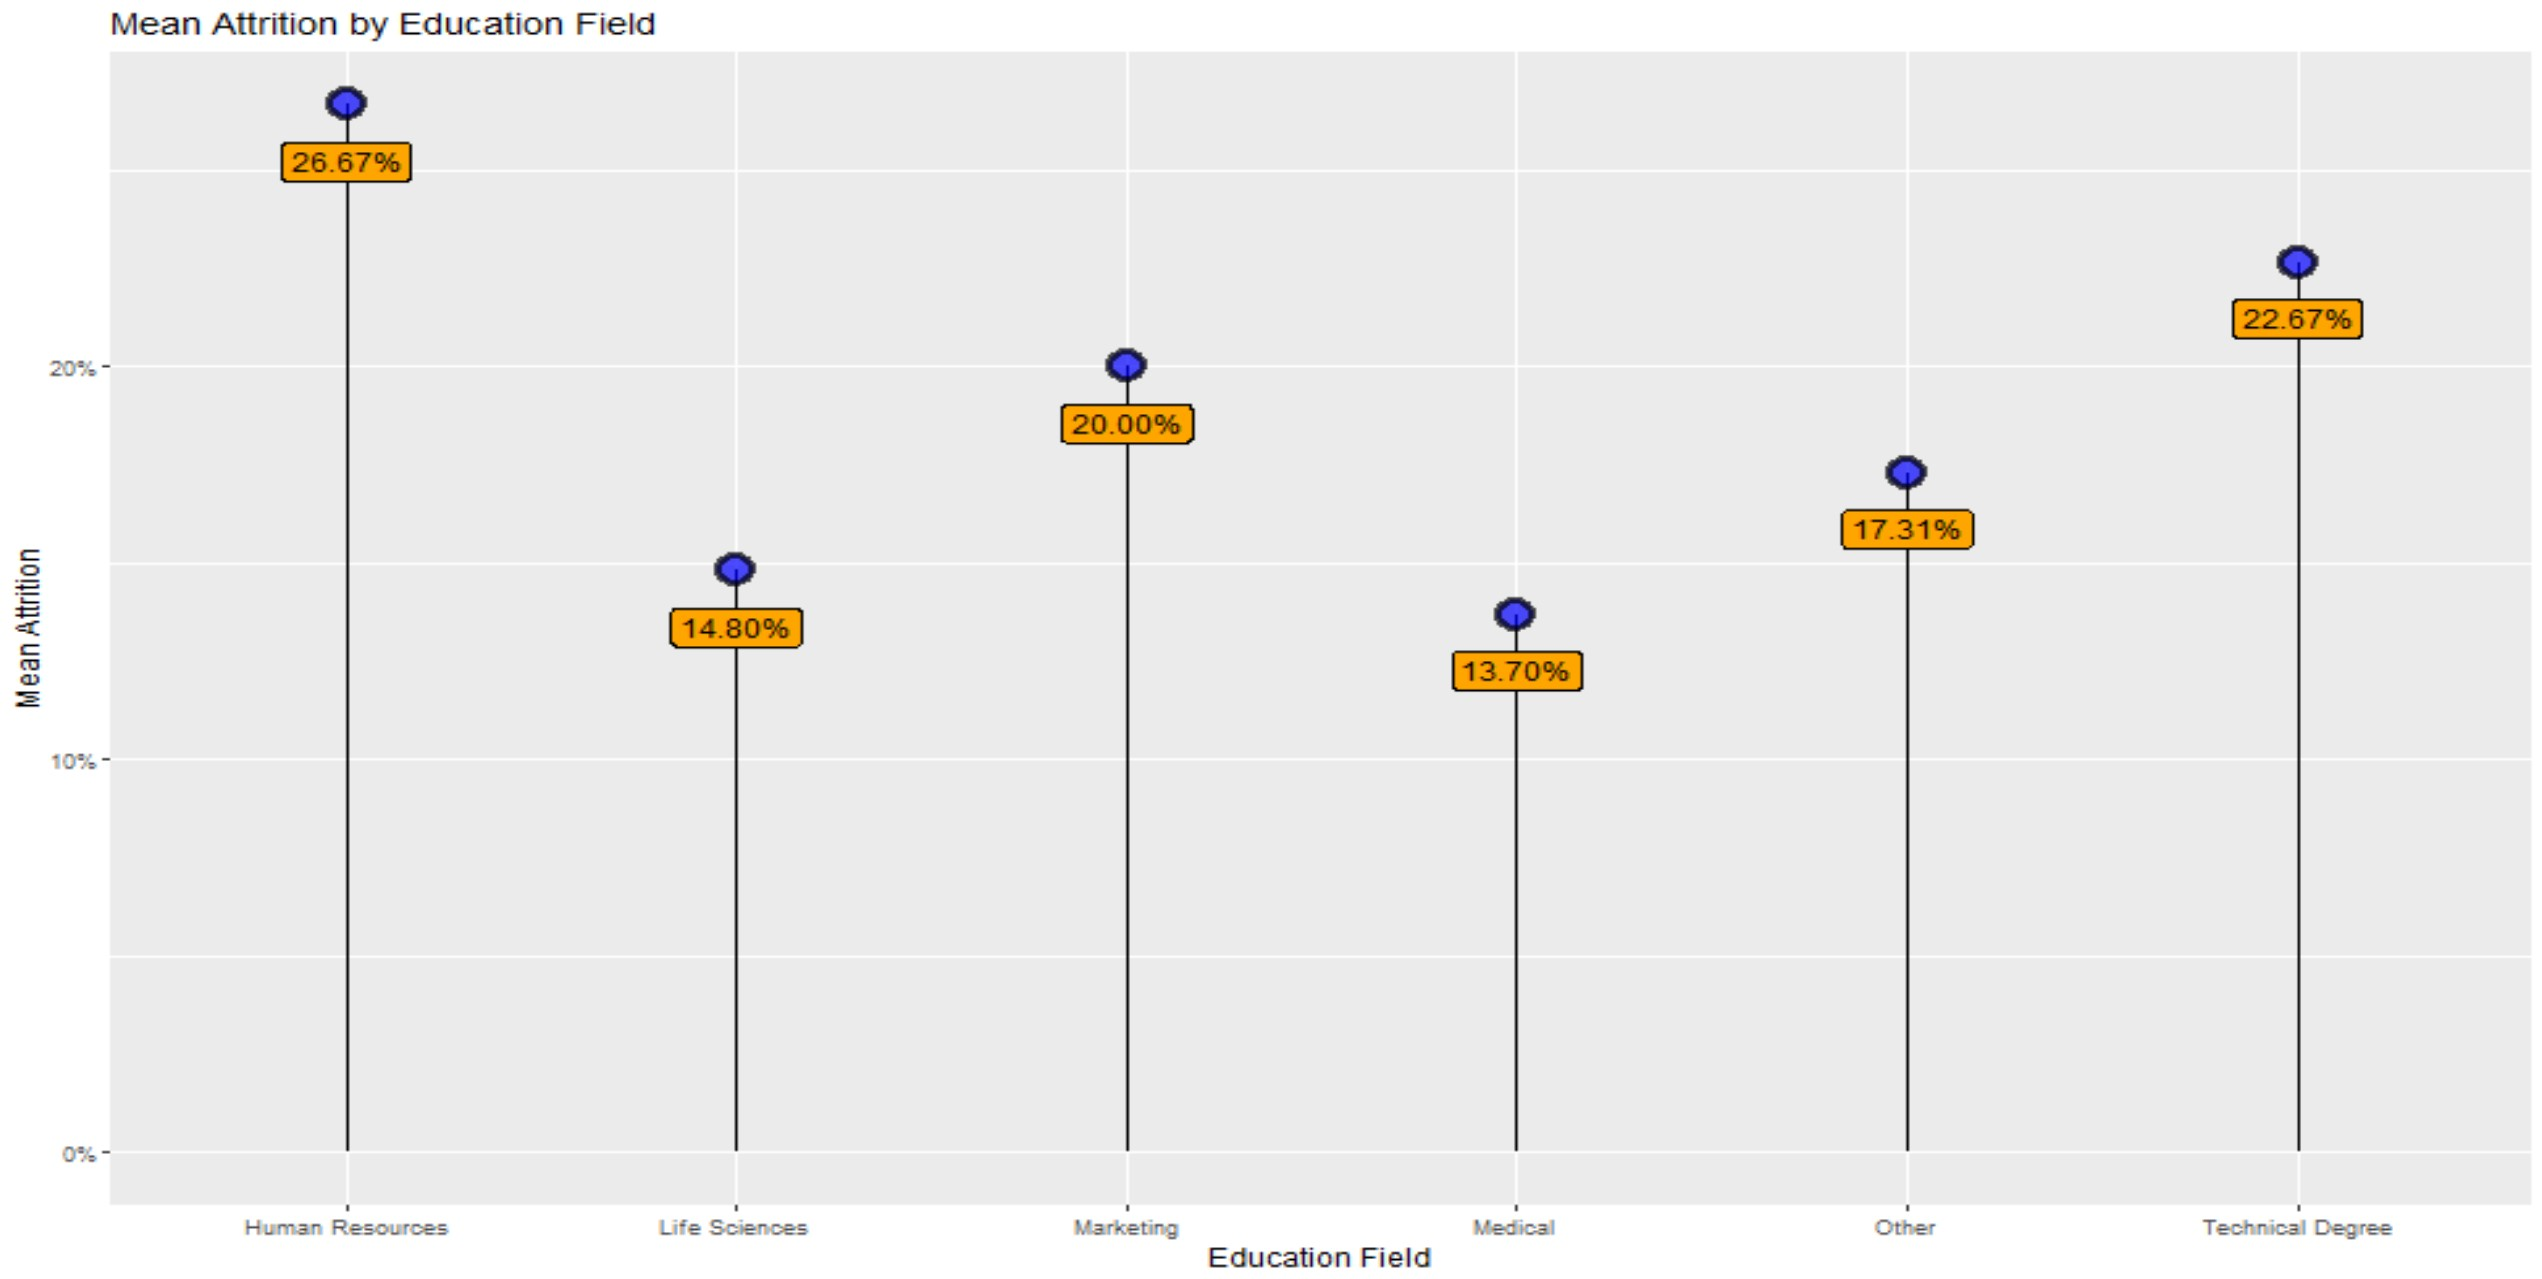 Mean Attrition by Education Field
26.67%
22.67%
20%
20.00%
17.31%
14.80%
13.70%
Mean Attrition
10%
0%
Human Resources
Life Sciences
Marketing
Medical
Other
Technical Degree
Education Field